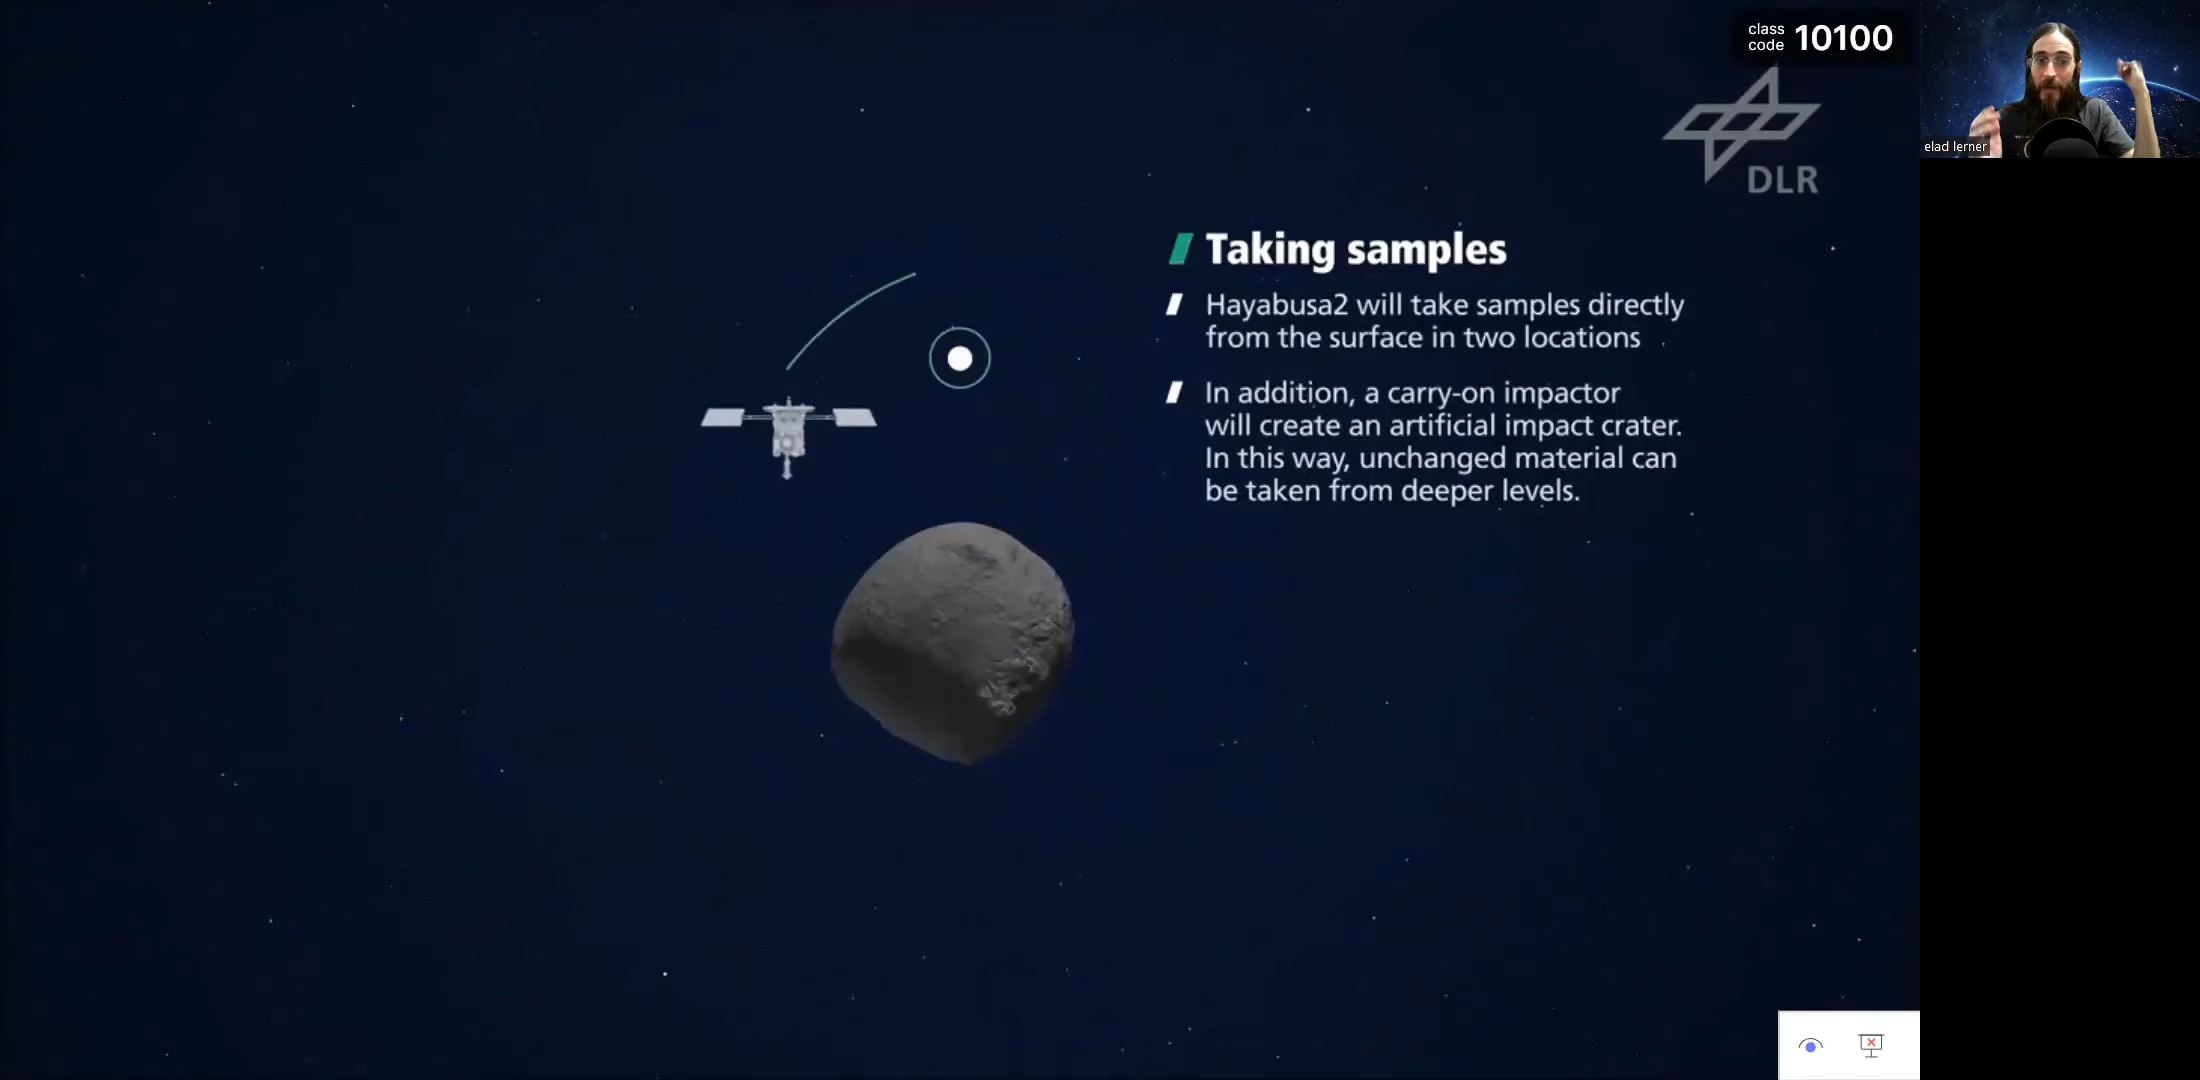 class
code 10100
elad lerner
DLR
Taking samples
Hayabusa2 will take samples directly
from the surface in two locations
In addition, a carry-on impactor
will create an artificial impact crater.
In this way, unchanged material can
be taken from deeper levels.